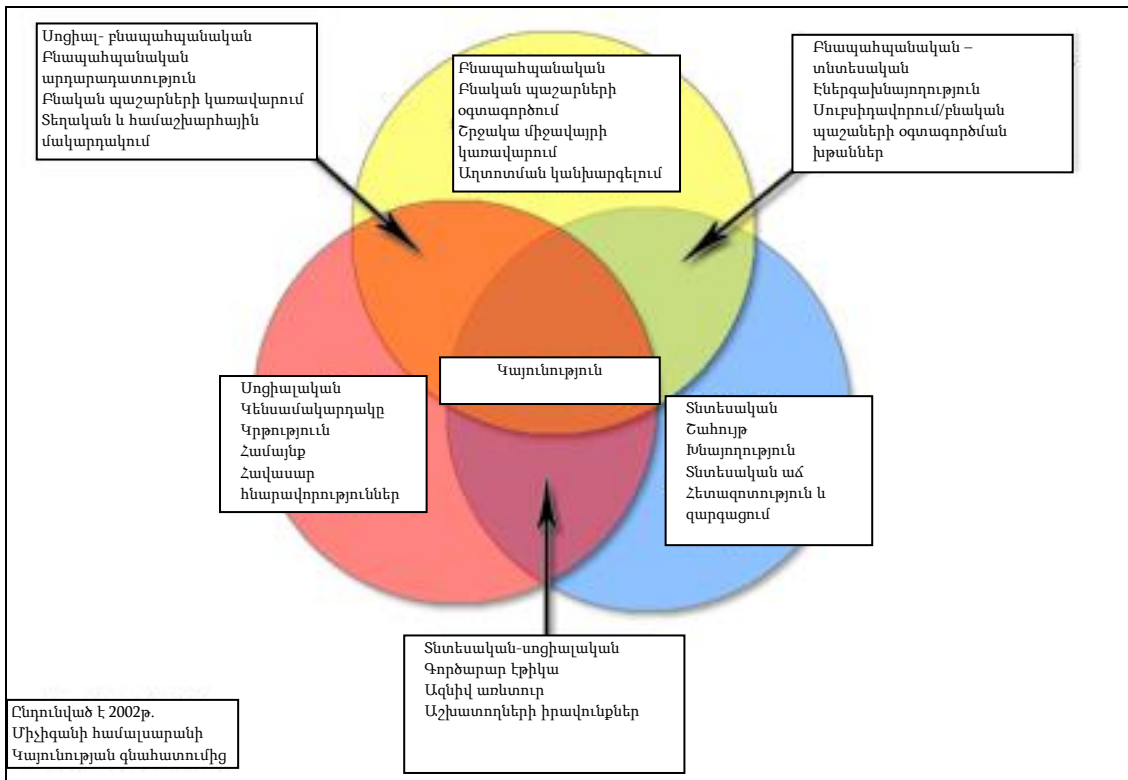 Սոցիալ- բնապահպանական
Բնապահպանական
արդարադատություն
Բնական պաշարների կառավարում
Տեղական և համաշխարհային
մակարդակում
Բնապահպանական
Բնական պաշարների
օգտագործում
Շրջակա միջավայրի
կառավարում
Աղտոտման կանխարգելում
Բնապահպանական –
տնտեսական
Էներգախնայողություն
Սուբսիդավորում/բնական
պաշաների օգտագործման
խթաններ
Կայունություն
Սոցիալական
Կենսամակարդակը
Կրթություւն
Համայնք
Հավասար
հնարավորություններ
Տնտեսական
Շահույթ
Խնայողություն
Տնտեսական աճ
Հետազոտություն և
զարգացում
Տնտեսական-սոցիալական
Գործարար էթիկա
Ազնիվ առևտուր
Աշխատողների իրավունքներ
Ընդունված է 2002թ.
Միչիգանի համալսարանի
Կայունության գնահատումից